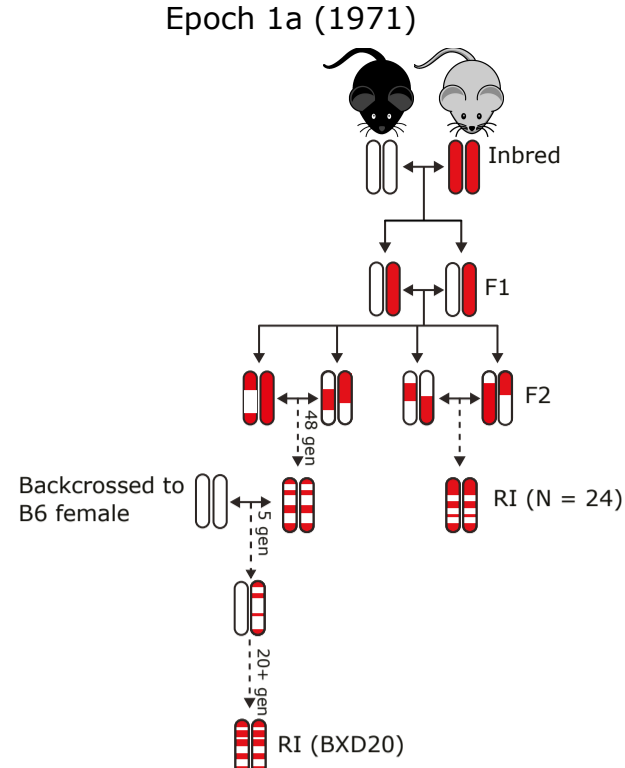 Epoch 1a (1971)
Inbred
F1
F2
48 gen
Backcrossed to
B6 female
RI (N = 24)
5 gen
20+ gen
RI (BXD20)